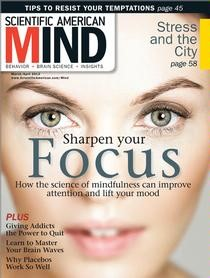 TIPS TO RESIST YOUR TEMPTATIONS page 45
SCIENTIFIC AMERICAN
MIND
BEHAVIOR • BRAIN SCIENCE • INSIGHTS
March/April 2013
www.ScientificAmerican.com/Mind
Stress
and the
City
page 58
Sharpen your
Focus
How the science of mindfulness can improve
attention and lift your mood
PLUS
Giving Addicts
the Power to Quit
Learn to Master
Your Brain Waves
Why Placebos
Work So Well